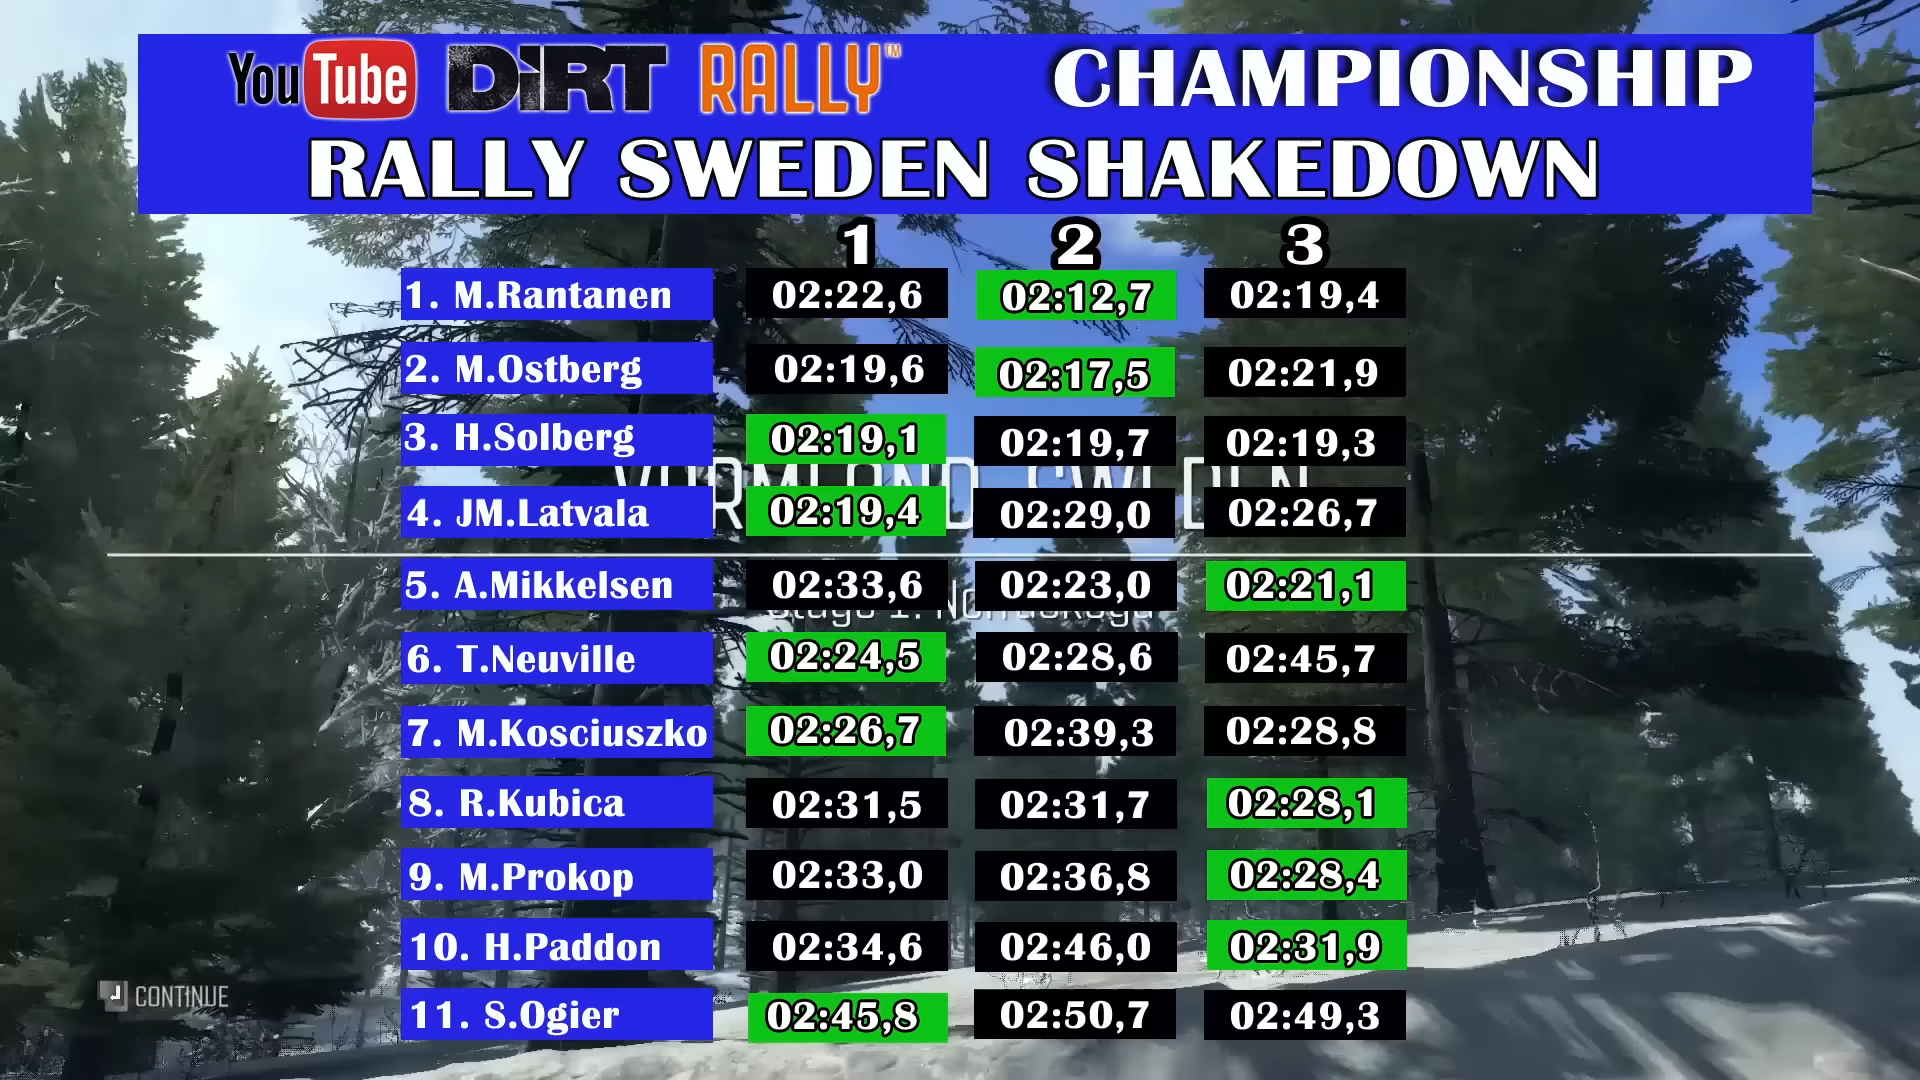 YouTube DiRT RALLY™ CHAMPIONSHIP
RALLY SWEDEN SHAKEDOWN
1 2 3
1. M.Rantanen 02:22,6 02:12,7 02:19,4
2. M.Ostberg 02:19,6 02:17,5 02:21,9
3. H.Solberg 02:19,1 02:19,7 02:19,3
4. JM.Latvala 02:19,4 02:29,0 02:26,7
5. A.Mikkelsen 02:33,6 02:23,0 02:21,1
6. T.Neuville 02:24,5 02:28,6 02:45,7
7. M.Kosciuszko 02:26,7 02:39,3 02:28,8
8. R.Kubica 02:31,5 02:31,7 02:28,1
9. M.Prokop 02:33,0 02:36,8 02:28,4
10. H.Paddon 02:34,6 02:46,0 02:31,9
11. S.Ogier 02:45,8 02:50,7 02:49,3
CONTINUE